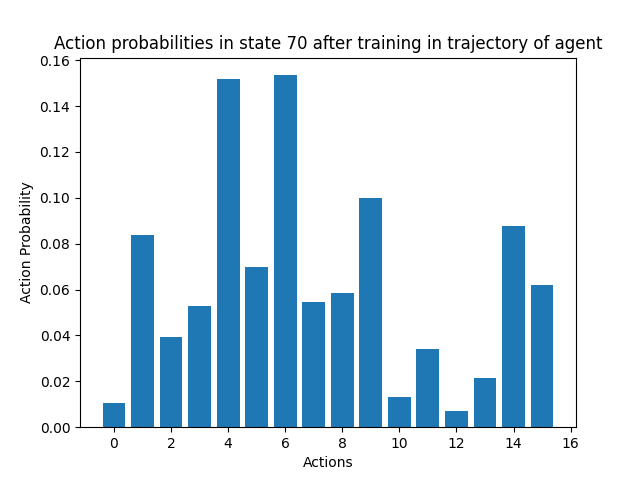 Action probabilities in state 70 after training in trajectory of agent
0.16
0.14
0.12
0.10
0.08
0.06
0.04
0.02
0.00
Action Probability
0 2 4 6 8 10 12 14 16
Actions